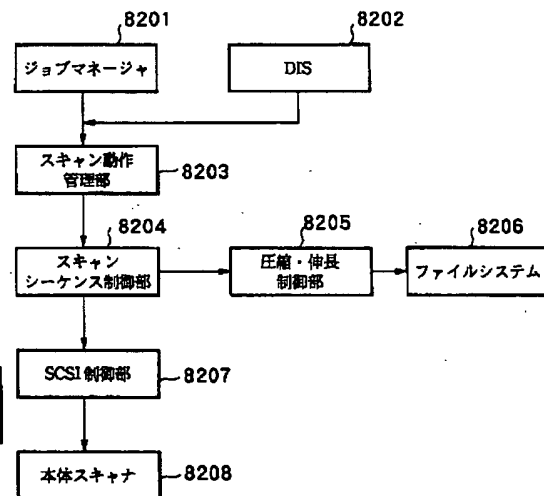 8201
8202
ジョブマネージャ
DIS
スキャン動作
管理部
8203
8204
8205
8206
スキャン
シーケンス制御部
圧縮・伸長
制御部
ファイルシステム
SCSI制御部
8207
本体スキャナ
8208